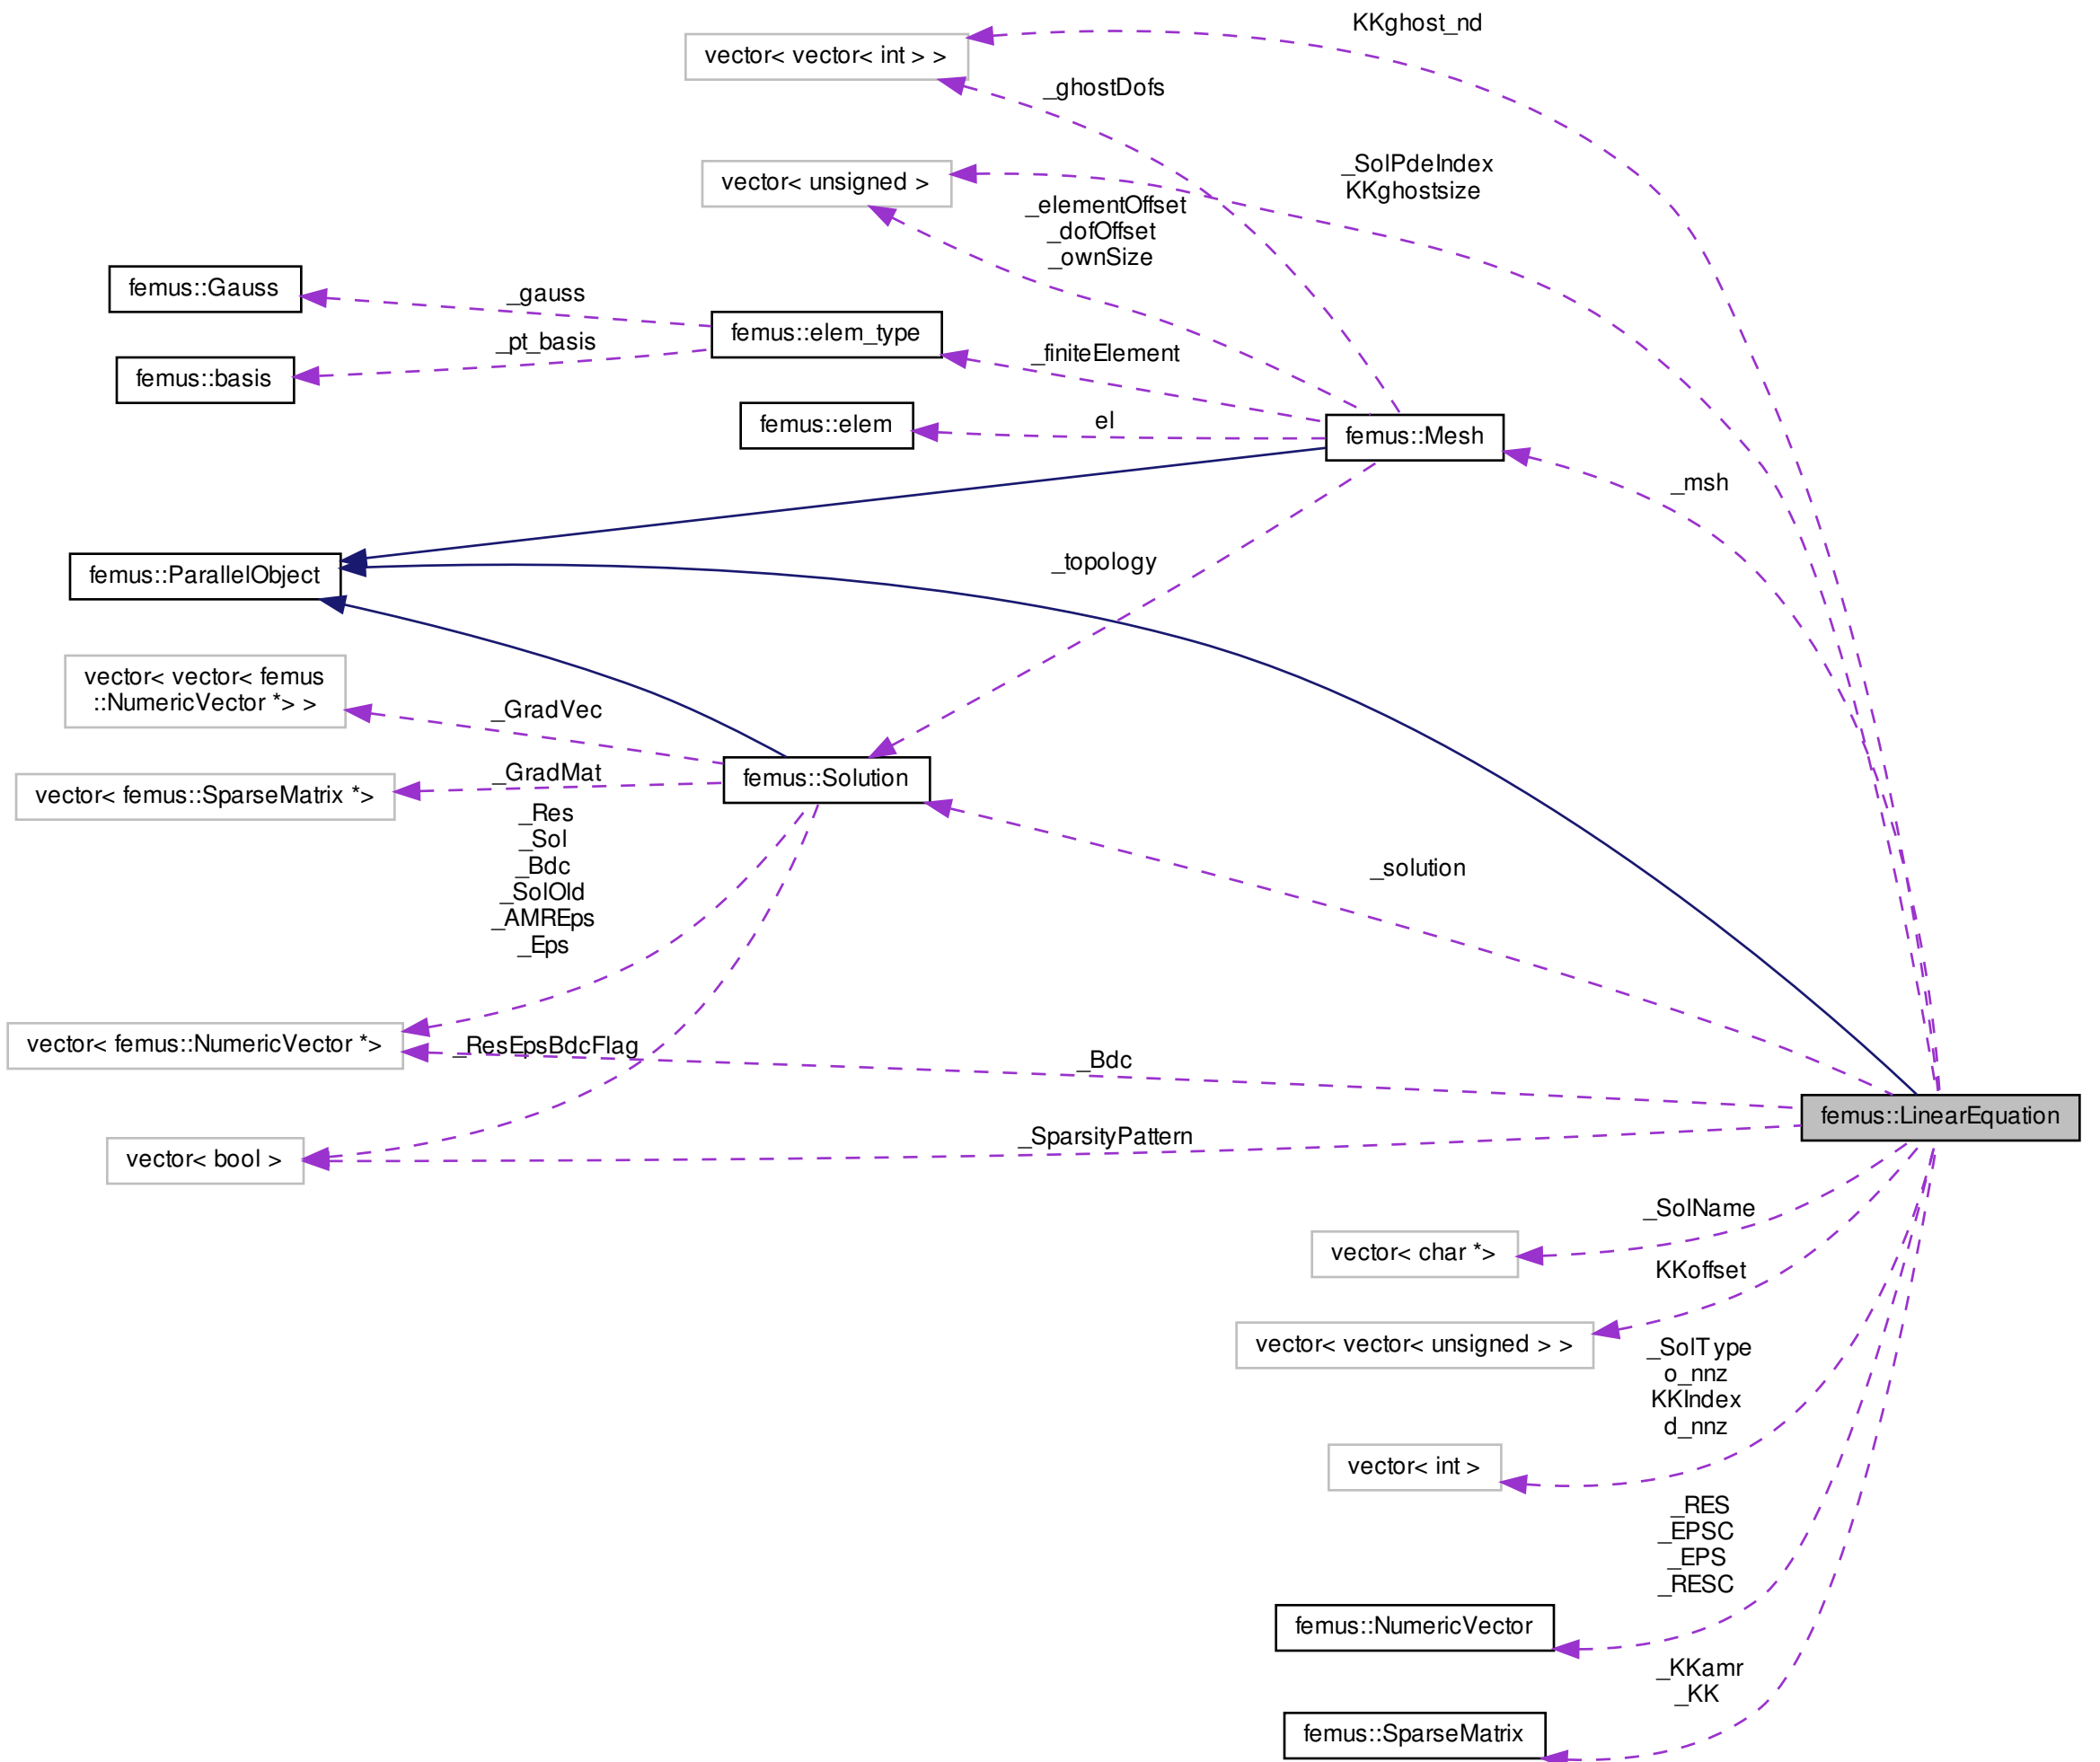 KKghost_nd
vector< vector< int > >
_ghostDofs
_SolPdeIndex
KKghostsize
vector< unsigned >
_elementOffset
_dofOffset
_ownSize
femus::Gauss
_gauss
femus::elem_type
_pt_basis
_finiteElement
femus::basis
femus::elem
el
femus::Mesh
_msh
femus::ParallelObject
_topology
vector< vector< femus
::NumericVector *> >
_GradVec
_GradMat
femus::Solution
vector< femus::SparseMatrix *>
_Res
_Sol
_Bdc
_SolOld
_AMREps
_Eps
_solution
vector< femus::NumericVector *>
_ResEpsBdcFlag
_Bdc
femus::LinearEquation
_SparsityPattern
vector< bool >
_SolName
vector< char *>
KKoffset
vector< vector< unsigned > >
_SolType
o_nnz
KKIndex
d_nnz
vector< int >
_RES
_EPSC
_EPS
_RESC
femus::NumericVector
_KKamr
_KK
femus::SparseMatrix